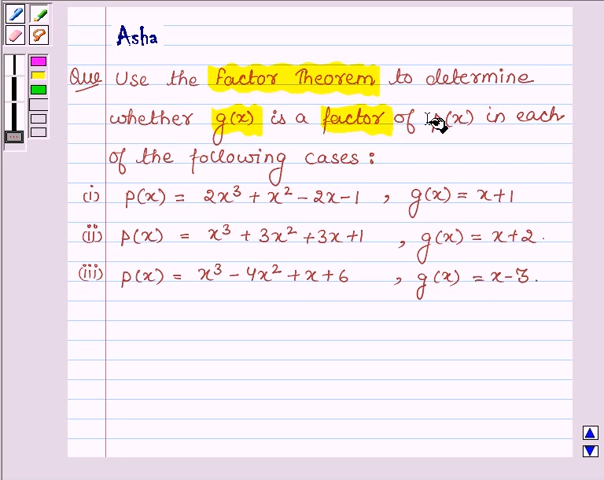 Asha
Que Use the Factor Theorem to determine
whether g(x) is a factor of p(x) in each
of the following cases :
(i) p(x) = 2x³ + x² - 2x - 1 , g(x) = x+1
(ii) p(x) = x³ + 3x² + 3x + 1 , g(x) = x+2.
(iii) p(x) = x³ - 4x² + x + 6 , g(x) = x-3.